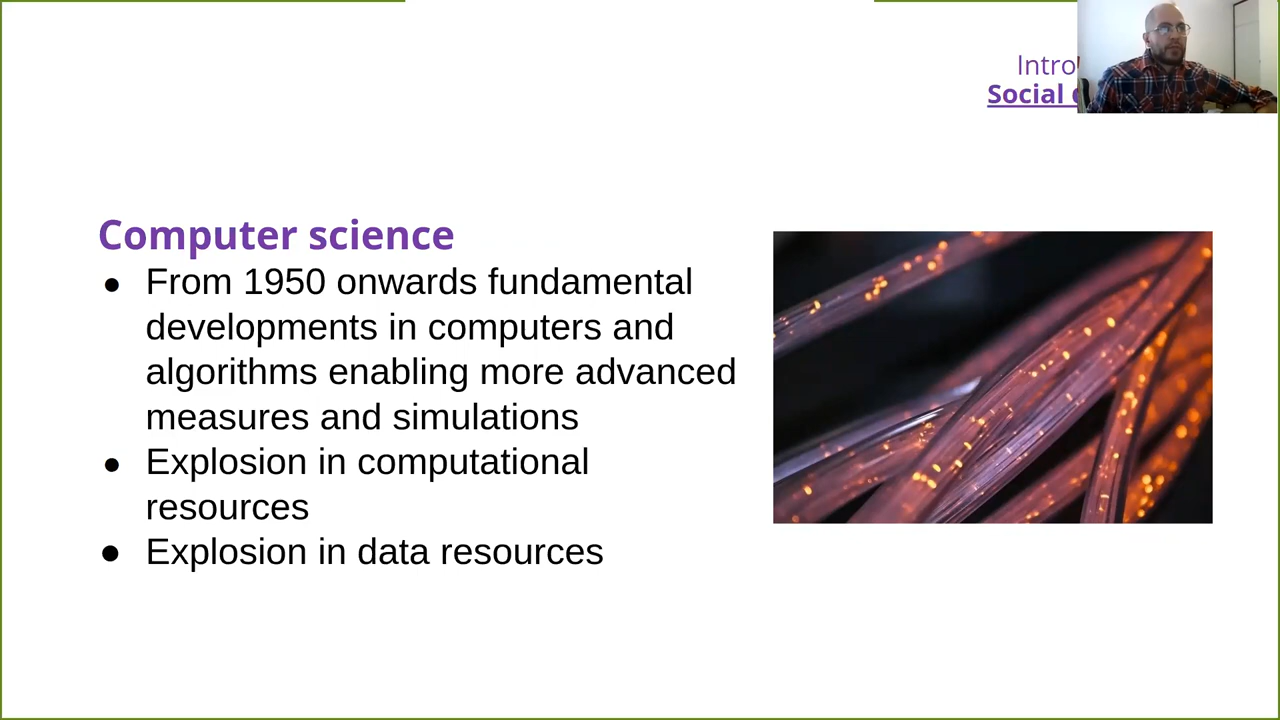 Social
Computer science
● From 1950 onwards fundamental
developments in computers and
algorithms enabling more advanced
measures and simulations
● Explosion in computational
resources
● Explosion in data resources